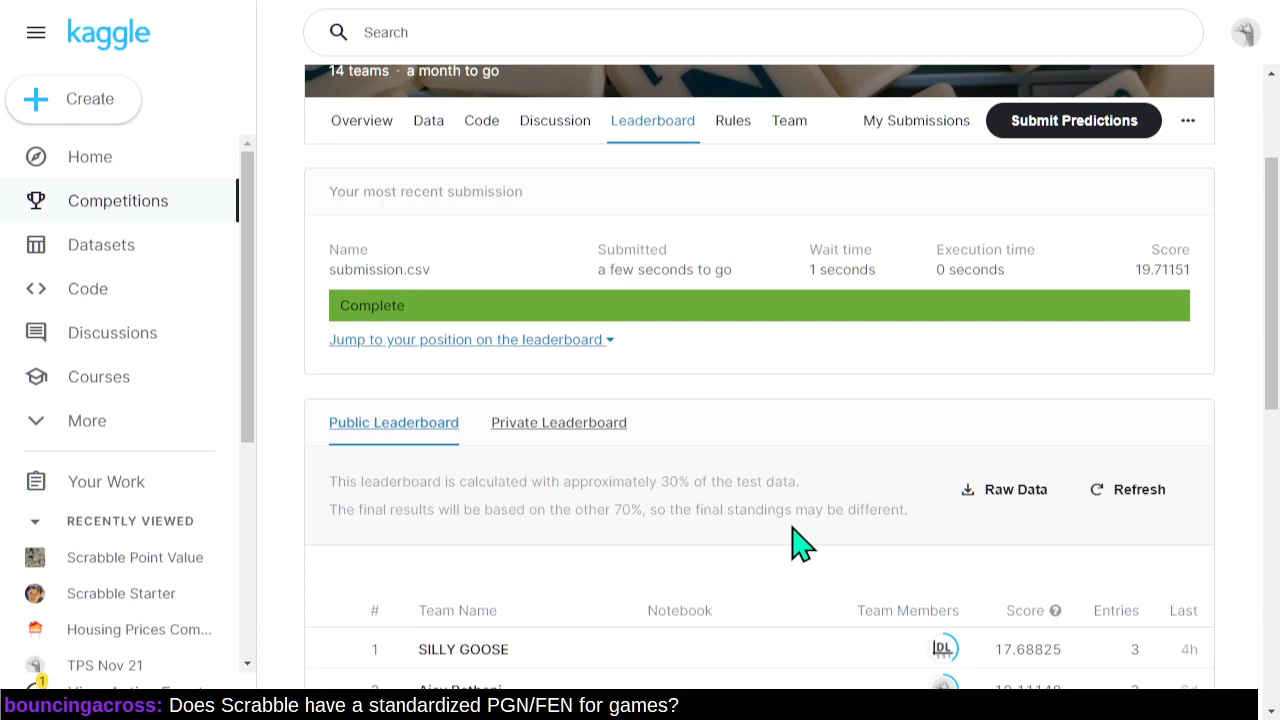 kaggle
Search
Create
14 teams · a month to go
Overview Data Code Discussion Leaderboard Rules Team My Submissions Submit Predictions
Home
Competitions
Datasets
Code
Discussions
Courses
More
Your Work
RECENTLY VIEWED
Scrabble Point Value
Scrabble Starter
Housing Prices Com...
TPS Nov 21
1
Your most recent submission
Name Submitted Wait time Execution time Score
submission.csv a few seconds to go 1 seconds 0 seconds 19.71151
Complete
Jump to your position on the leaderboard
Public Leaderboard Private Leaderboard
This leaderboard is calculated with approximately 30% of the test data.
The final results will be based on the other 70%, so the final standings may be different.
Raw Data Refresh
# Team Name Notebook Team Members Score Entries Last
1 SILLY GOOSE DL 17.68825 3 4h
bouncingacross: Does Scrabble have a standardized PGN/FEN for games?